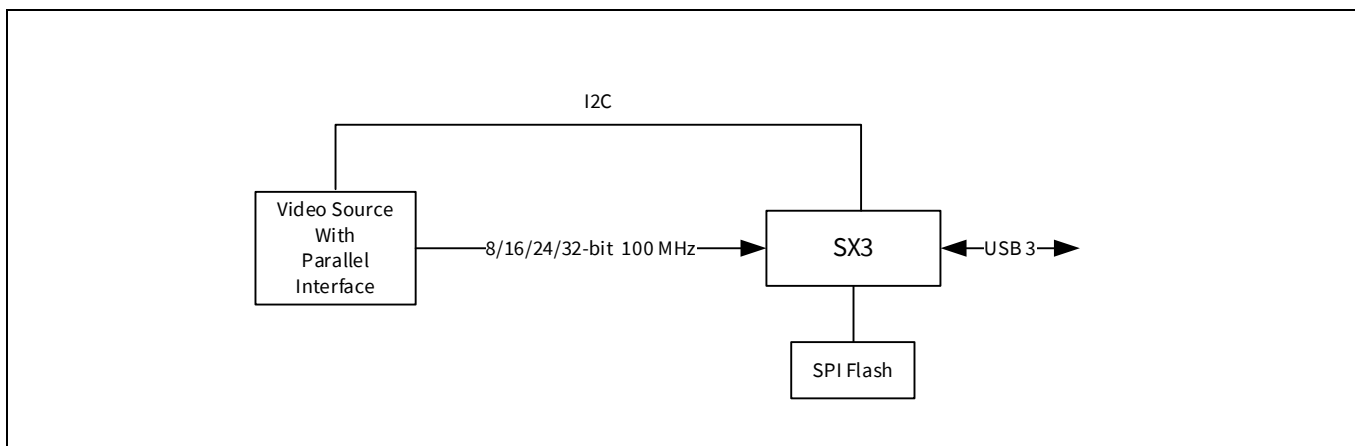 I2C
Video Source
With
Parallel
Interface
8/16/24/32-bit 100 MHz
SX3
USB 3
SPI Flash